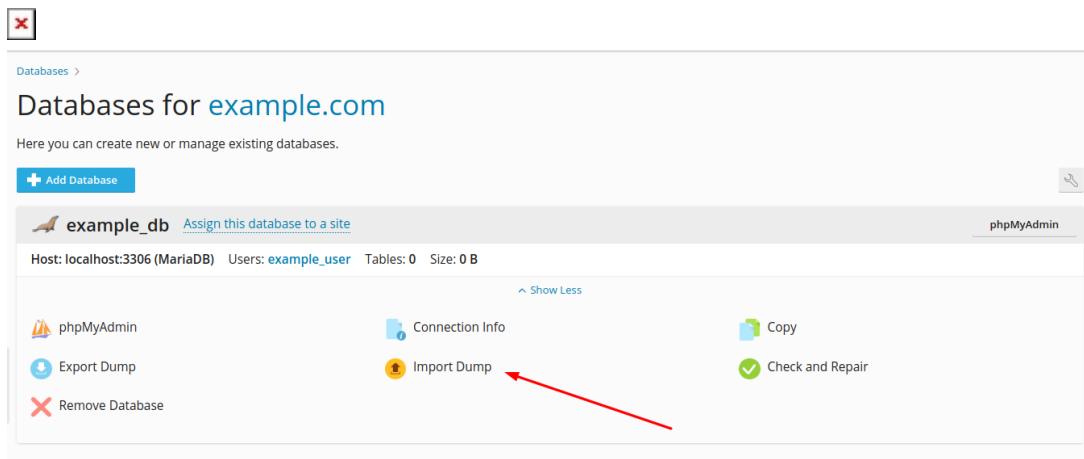 Databases >
Databases for example.com
Here you can create new or manage existing databases.
Add Database
example_db Assign this database to a site phpMyAdmin
Host: localhost:3306 (MariaDB) Users: example_user Tables: 0 Size: 0 B
Show Less
phpMyAdmin Connection Info Copy
Export Dump Import Dump Check and Repair
Remove Database